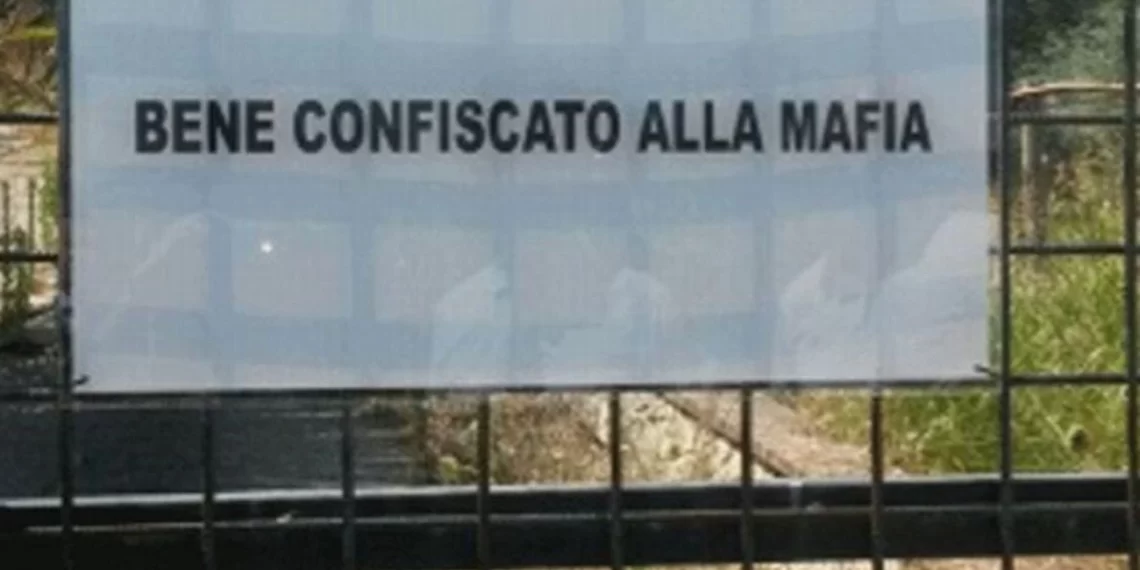 BENE CONFISCATO ALLA MAFIA